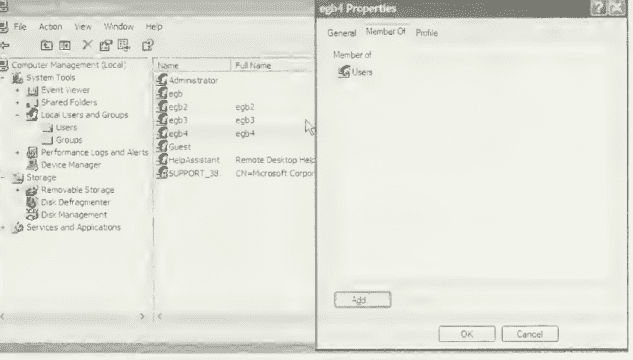 File Action View Window Help
Computer Management (Local)
System Tools
Event Viewer
Shared Folders
Local Users and Groups
Users
Groups
Performance Logs and Alerts
Device Manager
Storage
Removable Storage
Disk Defragmenter
Disk Management
Services and Applications
Name Full Name
Administrator
egb
egb2 egb2
egb3 egb3
egb4 egb4
Guest
HelpAssistant Remote Desktop Help
SUPPORT_38. CN=Microsoft Corpor
egb4 Properties
General Member Of Profile
Member of
Users
Add
OK Cancel